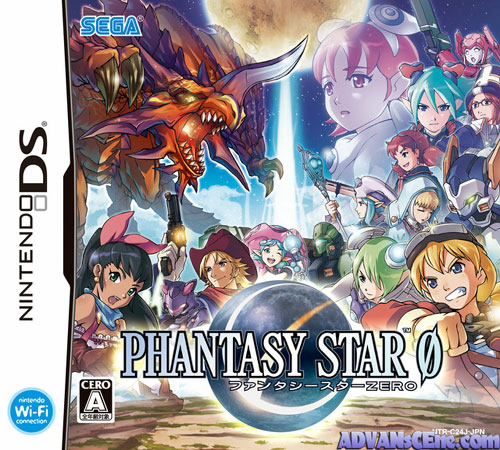 SEGA
NINTENDO DS®
PHANTASY STAR 0™
ファンタシースターZERO
CERO
A
全年齢対象
nintendo
Wi-Fi
connection
NTR-C24J-JPN
ADVANsCEne.com